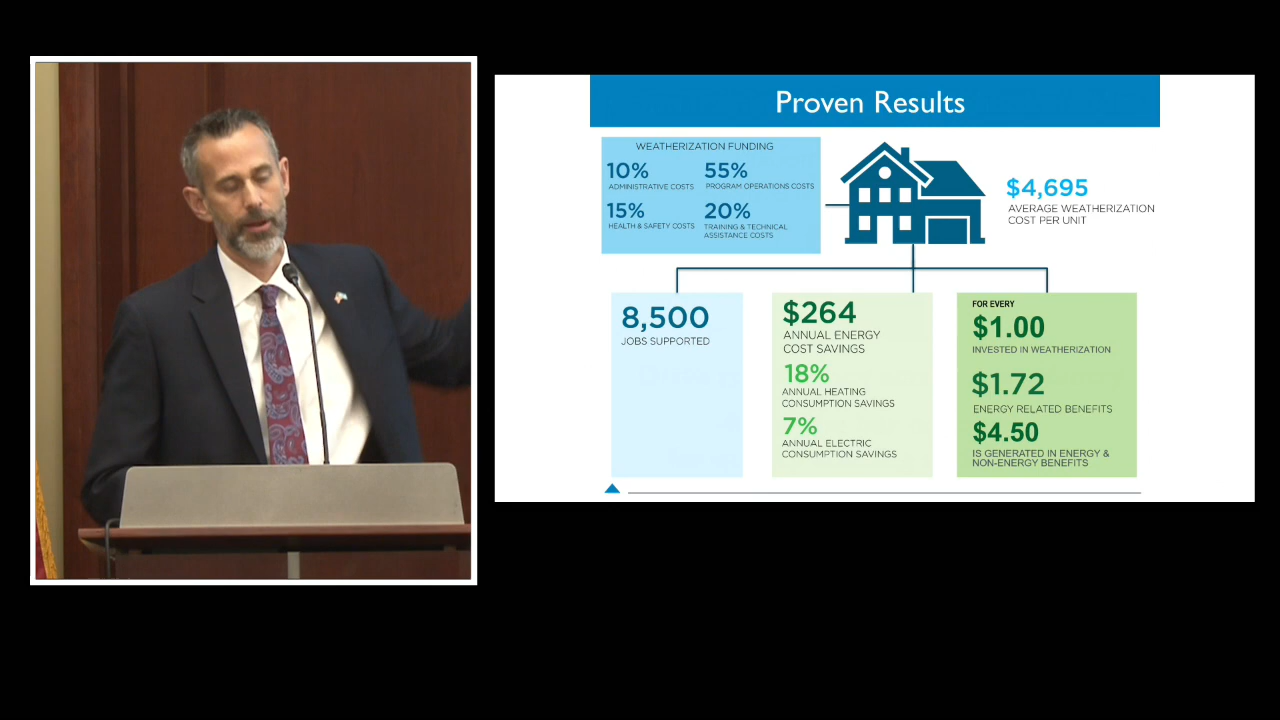 Proven Results
WEATHERIZATION FUNDING
10%
ADMINISTRATIVE COSTS
55%
PROGRAM OPERATIONS COSTS
15%
HEALTH & SAFETY COSTS
20%
TRAINING & TECHNICAL
ASSISTANCE COSTS
$4,695
AVERAGE WEATHERIZATION
COST PER UNIT
8,500
JOBS SUPPORTED
$264
ANNUAL ENERGY
COST SAVINGS
18%
ANNUAL HEATING
CONSUMPTION SAVINGS
7%
ANNUAL ELECTRIC
CONSUMPTION SAVINGS
FOR EVERY
$1.00
INVESTED IN WEATHERIZATION
$1.72
ENERGY RELATED BENEFITS
$4.50
IS GENERATED IN ENERGY &
NON-ENERGY BENEFITS